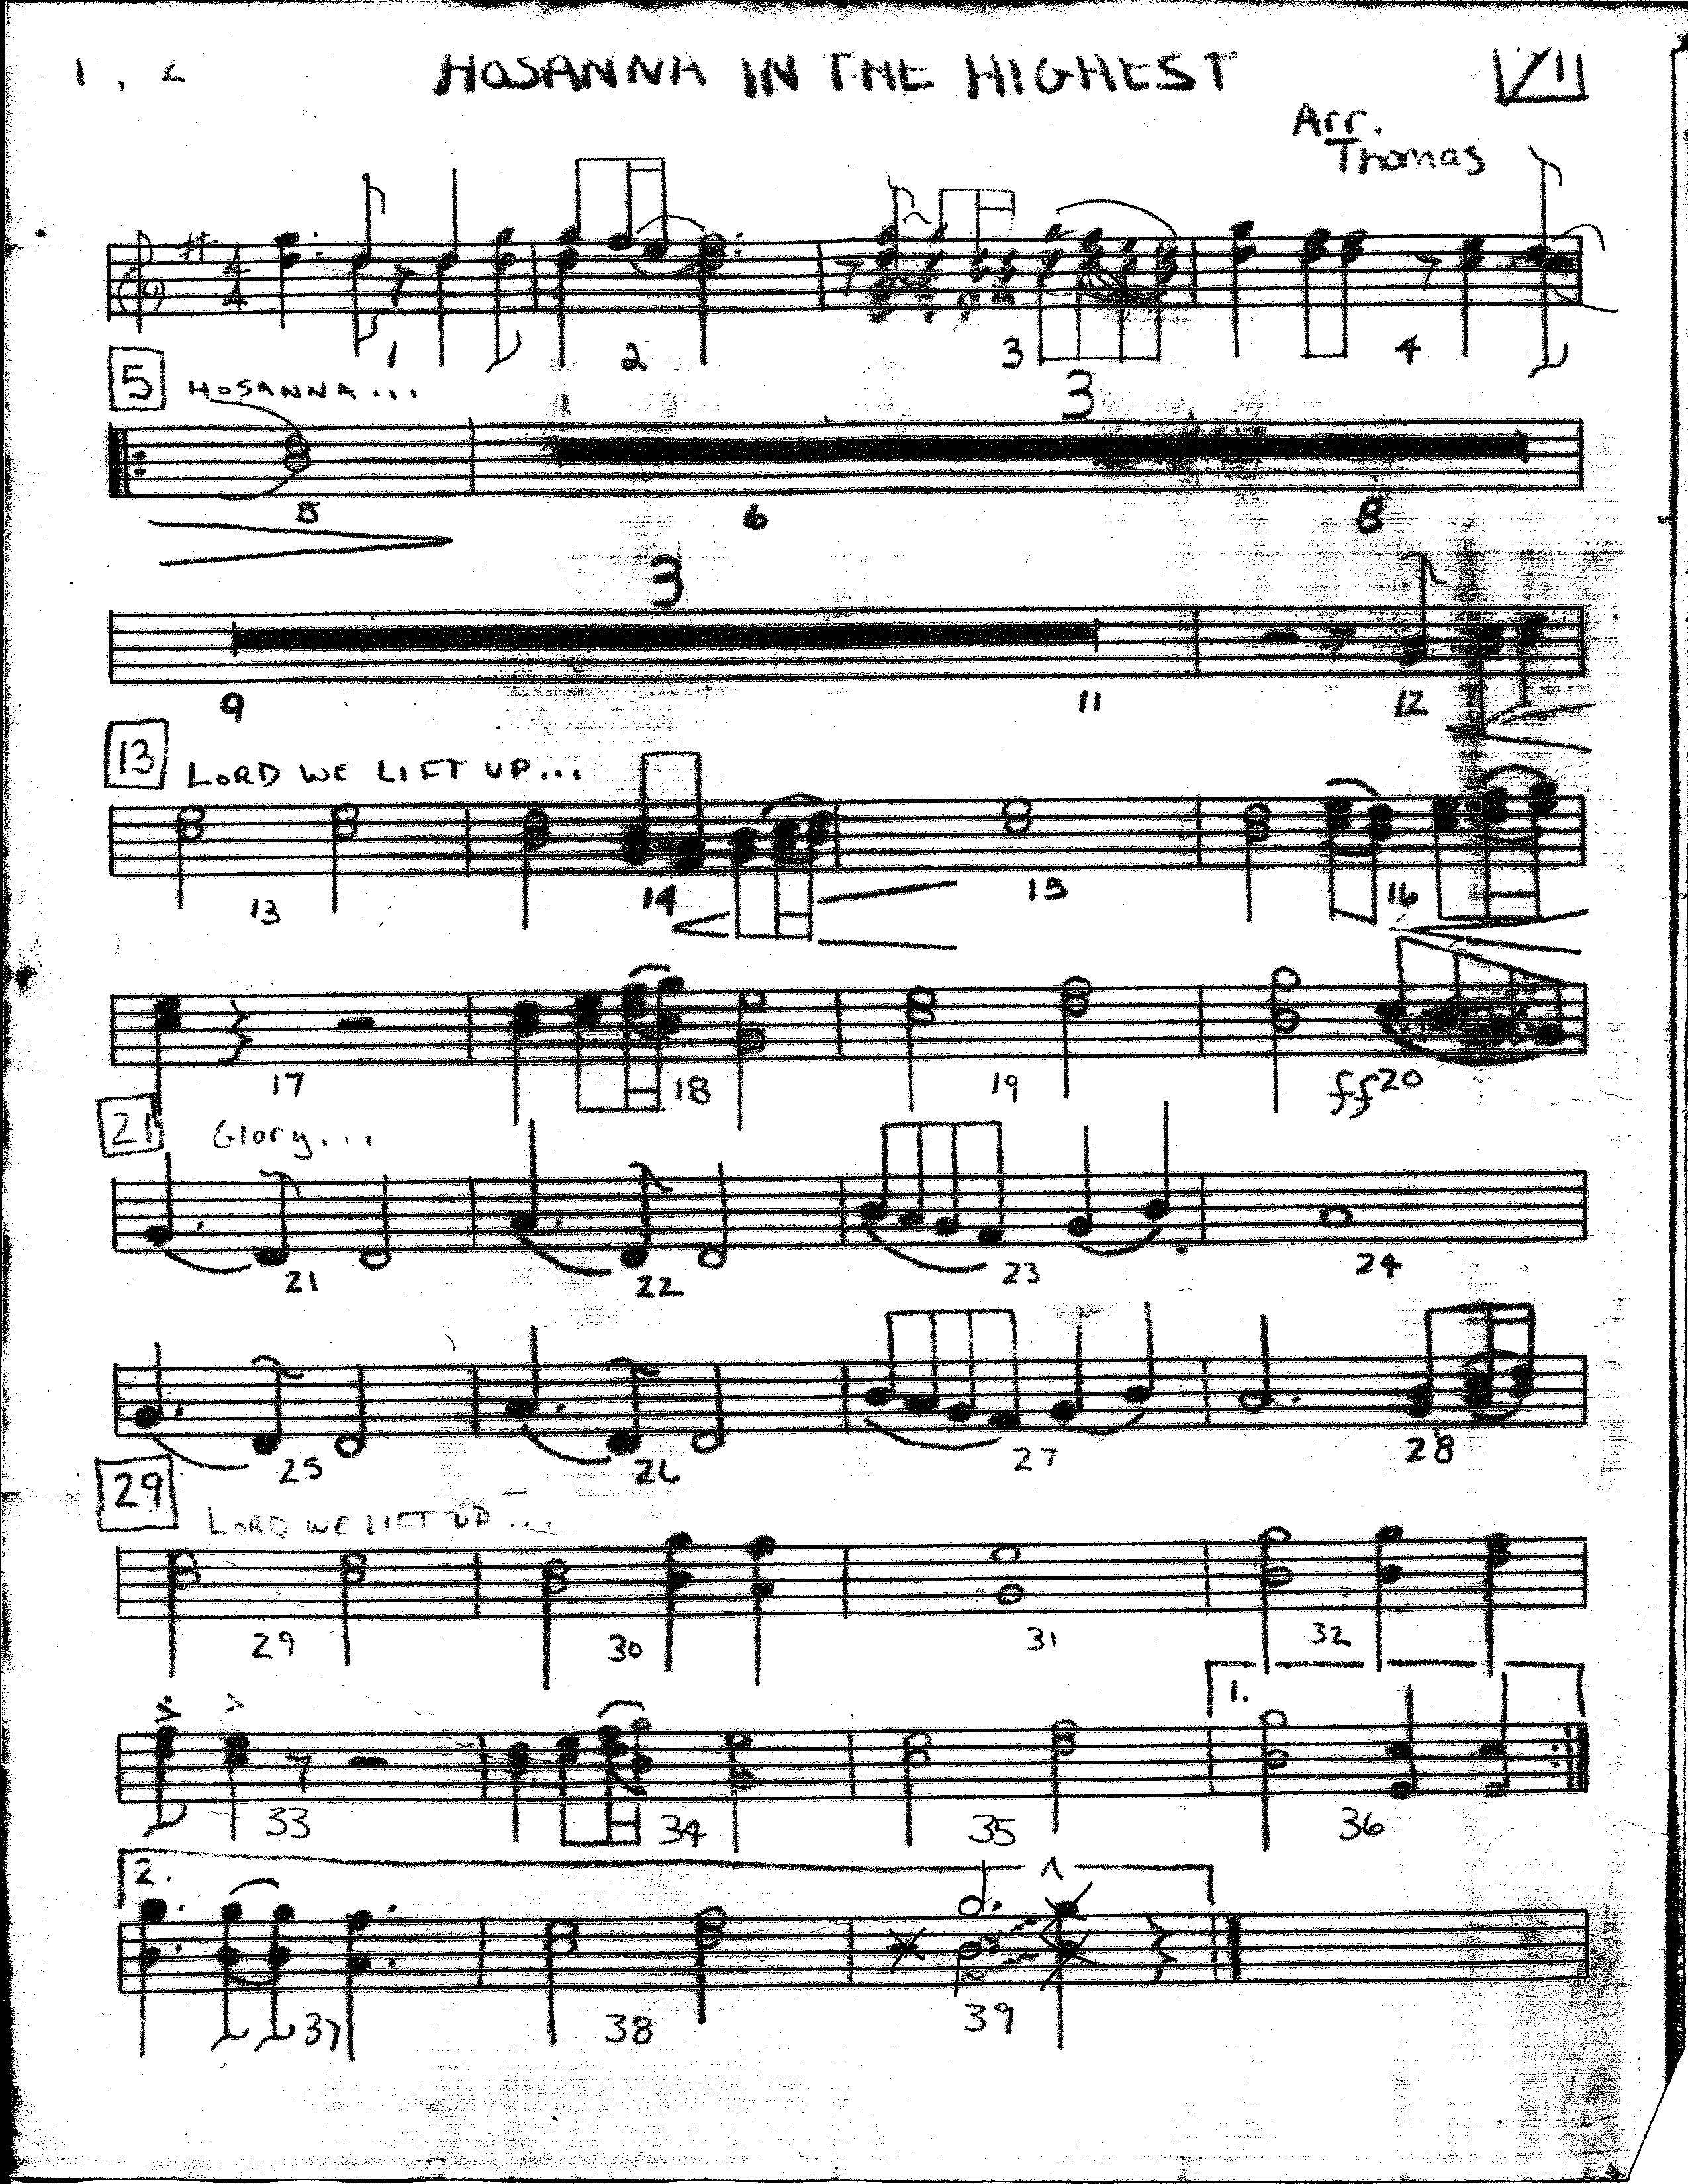 1, 2 HOSANNA IN THE HIGHEST VII
Arr.
Thomas
1 2 3 4
5 HOSANNA... 3
5 6 8
3
9 11 12
13 LORD WE LIFT UP...
13 14 15 16
17 18 19 ff 20
21 Glory...
21 22 23 24
25 26 27 28
29 LORD WE LIFT UP...
29 30 31 32
1.
33 34 35 36
2.
37 38 39